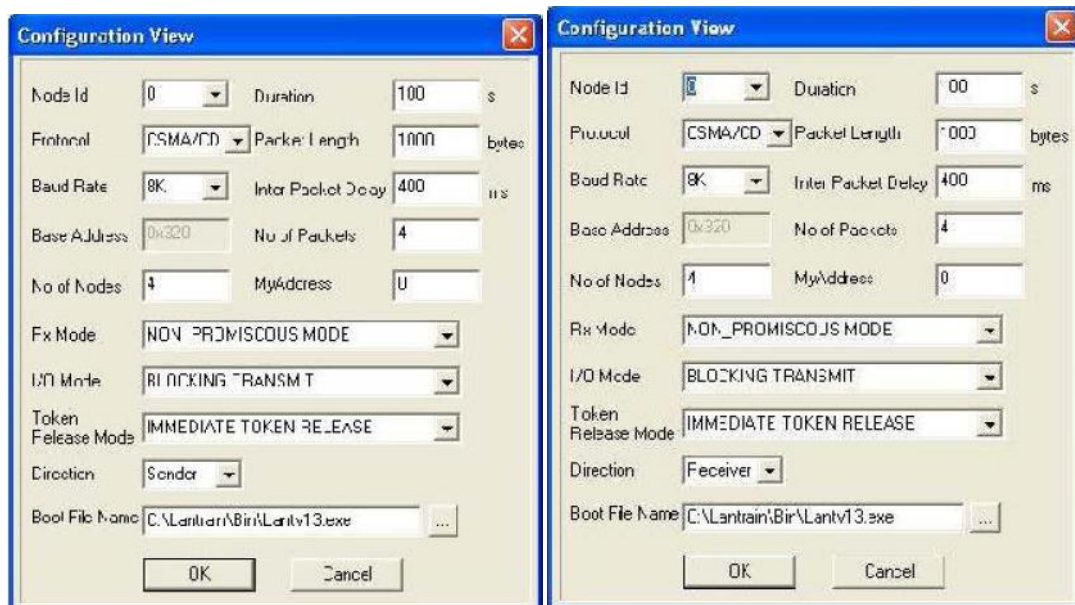 Configuration View
Node Id 0 Duration 100 s
Protocol CSMA/CD Packet Length 1000 bytes
Baud Rate 8K Inter Packet Delay 400 ms
Base Address 0x320 No of Packets 4
No of Nodes 4 MyAddress 0
Rx Mode NON_PROMISCOUS MODE
I/O Mode BLOCKING TRANSMIT
Token
Release Mode IMMEDIATE TOKEN RELEASE
Direction Sender
Boot File Name C:\Lantrain\Bin\Lantv13.exe ...
OK Cancel
Configuration View
Node Id 0 Duration 100 s
Protocol CSMA/CD Packet Length 1000 bytes
Baud Rate 8K Inter Packet Delay 400 ms
Base Address 0x320 No of Packets 4
No of Nodes 4 MyAddress 0
Rx Mode NON_PROMISCOUS MODE
I/O Mode BLOCKING TRANSMIT
Token
Release Mode IMMEDIATE TOKEN RELEASE
Direction Receiver
Boot File Name C:\Lantrain\Bin\Lantv13.exe ...
OK Cancel